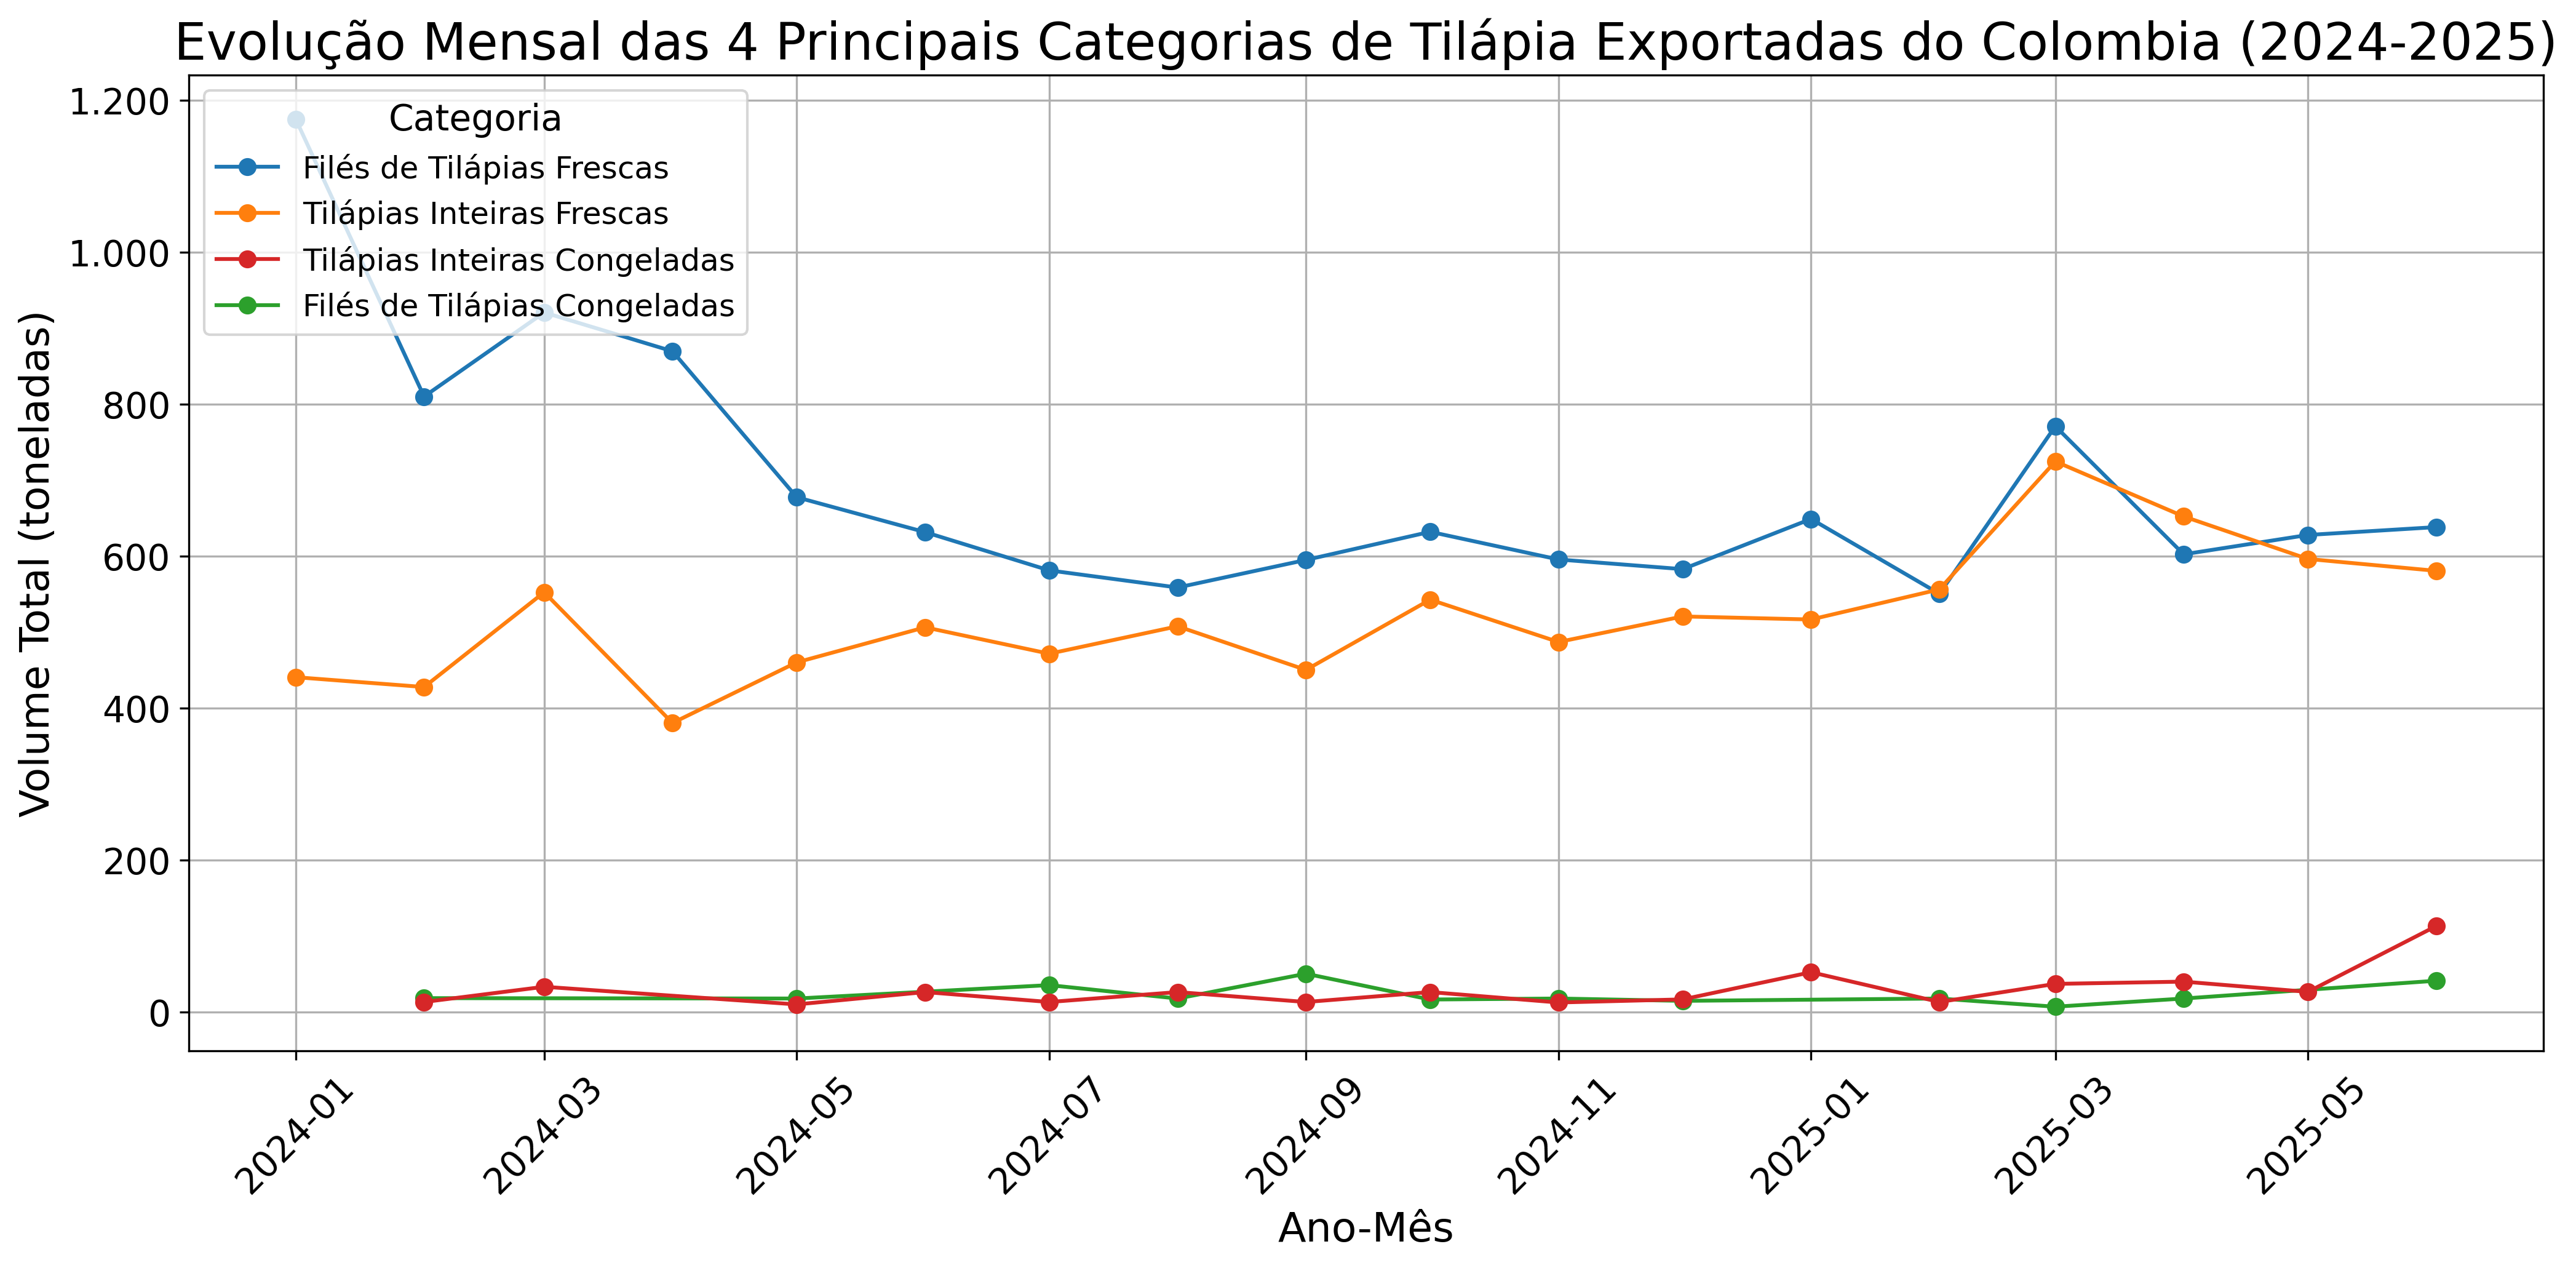 Evolução Mensal das 4 Principais Categorias de Tilápia Exportadas do Colombia (2024-2025)
Categoria
Filés de Tilápias Frescas
Tilápias Inteiras Frescas
Tilápias Inteiras Congeladas
Filés de Tilápias Congeladas
Volume Total (toneladas)
1.200
1.000
800
600
400
200
0
2024-01
2024-03
2024-05
2024-07
2024-09
2024-11
2025-01
2025-03
2025-05
Ano-Mês